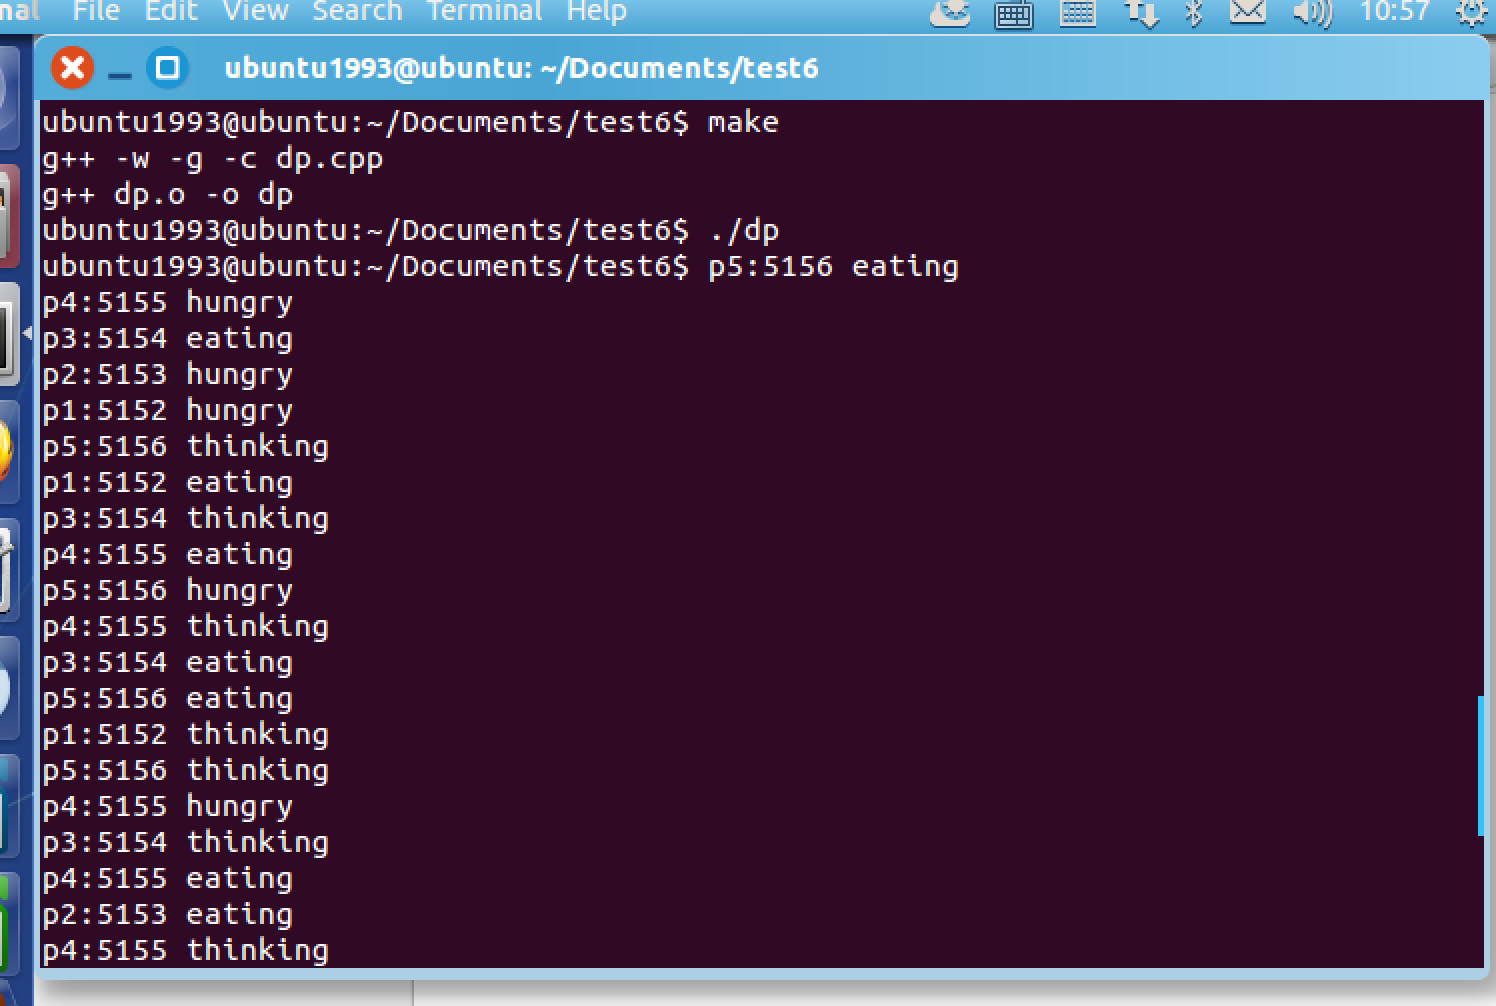 nal File Edit View Search Terminal Help 10:57
ubuntu1993@ubuntu: ~/Documents/test6
ubuntu1993@ubuntu:~/Documents/test6$ make
g++ -w -g -c dp.cpp
g++ dp.o -o dp
ubuntu1993@ubuntu:~/Documents/test6$ ./dp
ubuntu1993@ubuntu:~/Documents/test6$ p5:5156 eating
p4:5155 hungry
p3:5154 eating
p2:5153 hungry
p1:5152 hungry
p5:5156 thinking
p1:5152 eating
p3:5154 thinking
p4:5155 eating
p5:5156 hungry
p4:5155 thinking
p3:5154 eating
p5:5156 eating
p1:5152 thinking
p5:5156 thinking
p4:5155 hungry
p3:5154 thinking
p4:5155 eating
p2:5153 eating
p4:5155 thinking